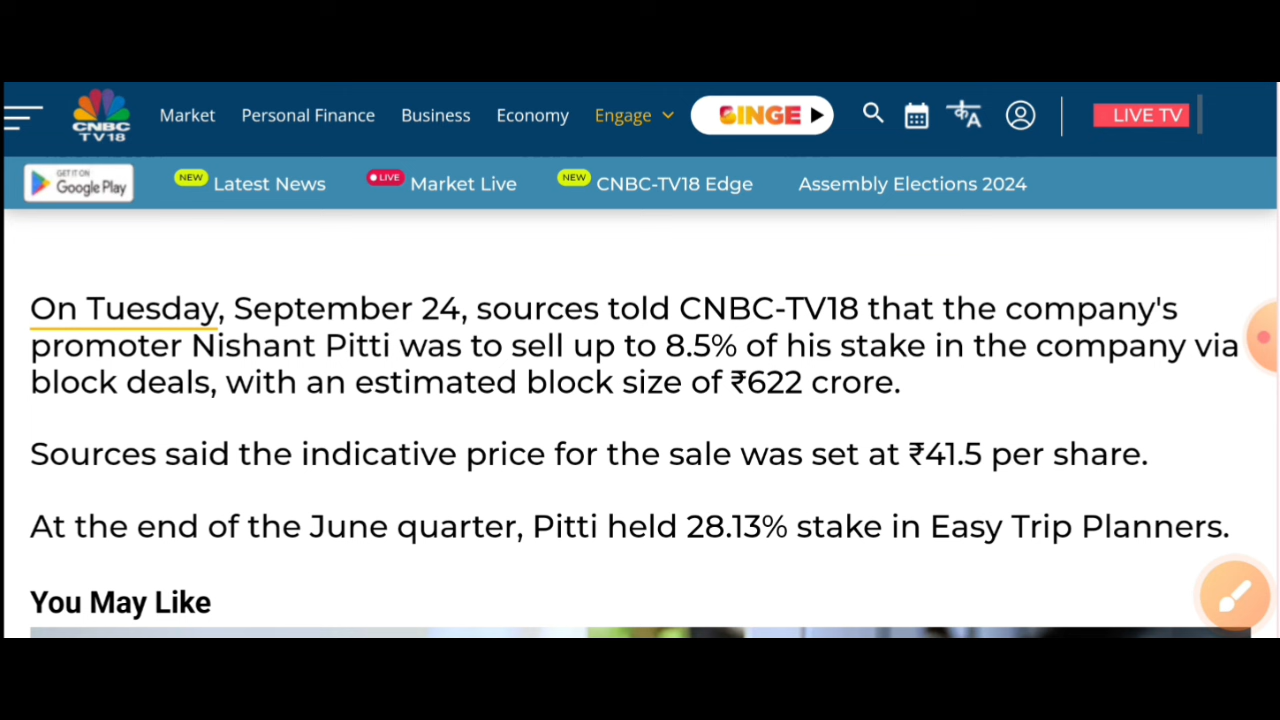 CNBC
TV18
Market Personal Finance Business Economy Engage BINGE LIVE TV
GET IT ON
Google Play
NEW Latest News LIVE Market Live NEW CNBC-TV18 Edge Assembly Elections 2024
On Tuesday, September 24, sources told CNBC-TV18 that the company's
promoter Nishant Pitti was to sell up to 8.5% of his stake in the company via
block deals, with an estimated block size of ₹622 crore.
Sources said the indicative price for the sale was set at ₹41.5 per share.
At the end of the June quarter, Pitti held 28.13% stake in Easy Trip Planners.
You May Like